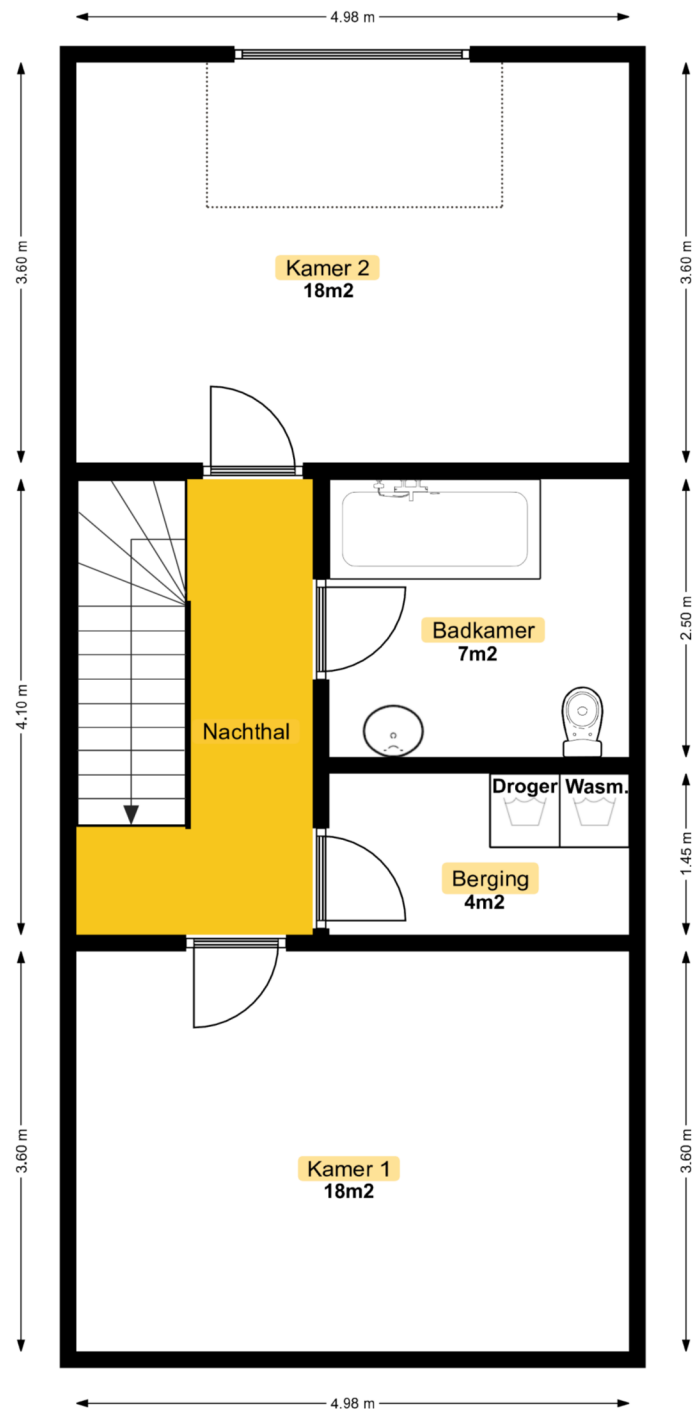 4.98 m
3.60 m
3.60 m
Kamer 2
18m2
4.10 m
2.50 m
Badkamer
7m2
Nachthal
Droger
Wasm.
1.45 m
Berging
4m2
3.60 m
3.60 m
Kamer 1
18m2
4.98 m